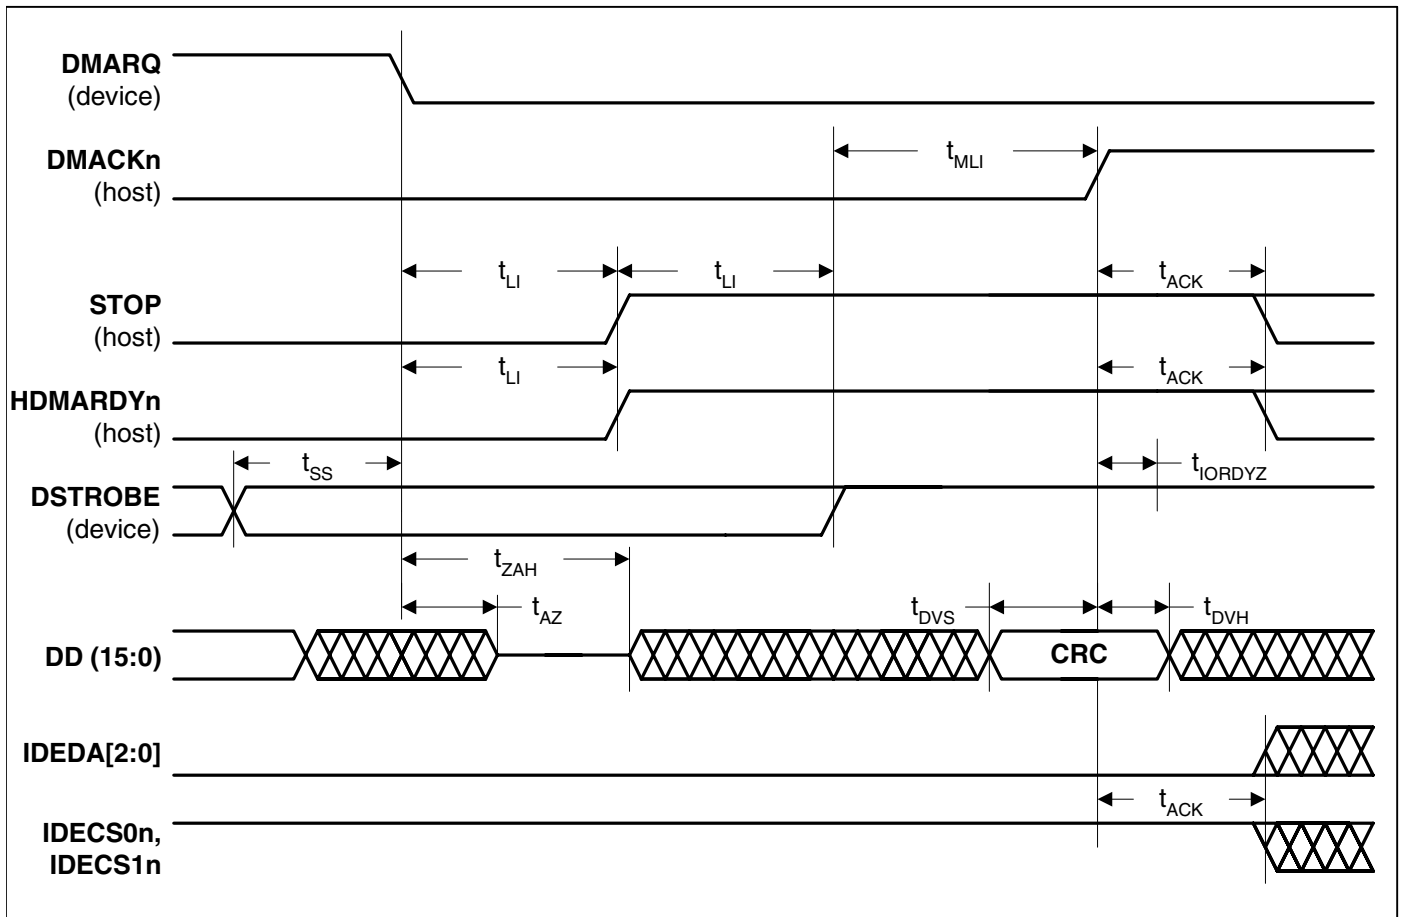 DMARQ
(device)
DMACKn
(host)
tMLI
tLI
tLI
tACK
STOP
(host)
tLI
tACK
HDMARDYn
(host)
tSS
tIORDYZ
DSTROBE
(device)
tZAH
tAZ
tDVS
tDVH
DD (15:0)
CRC
IDEDA[2:0]
tACK
IDECS0n,
IDECS1n